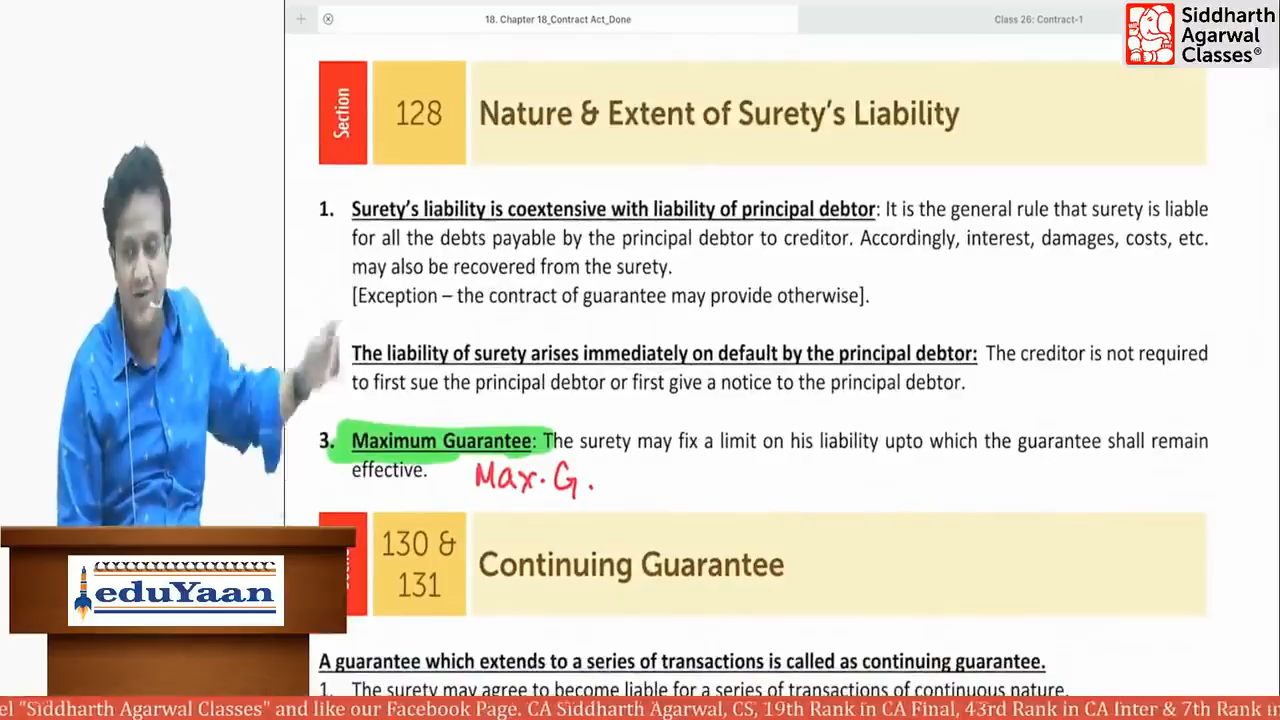 18. Chapter 18_Contract Act_Done
Class 26: Contract-1
Siddharth
Agarwal
Classes®
Section
128
Nature & Extent of Surety's Liability
1. Surety's liability is coextensive with liability of principal debtor: It is the general rule that surety is liable
for all the debts payable by the principal debtor to creditor. Accordingly, interest, damages, costs, etc.
may also be recovered from the surety.
[Exception – the contract of guarantee may provide otherwise].
The liability of surety arises immediately on default by the principal debtor: The creditor is not required
to first sue the principal debtor or first give a notice to the principal debtor.
3. Maximum Guarantee: The surety may fix a limit on his liability upto which the guarantee shall remain
effective.
Max. G.
130 &
131
Continuing Guarantee
eduYaan
A guarantee which extends to a series of transactions is called as continuing guarantee.
1. The surety may agree to become liable for a series of transactions of continuous nature.
"Siddharth Agarwal Classes" and like our Facebook Page. CA Siddharth Agarwal, CS, 19th Rank in CA Final, 43rd Rank in CA Inter & 7th Rank